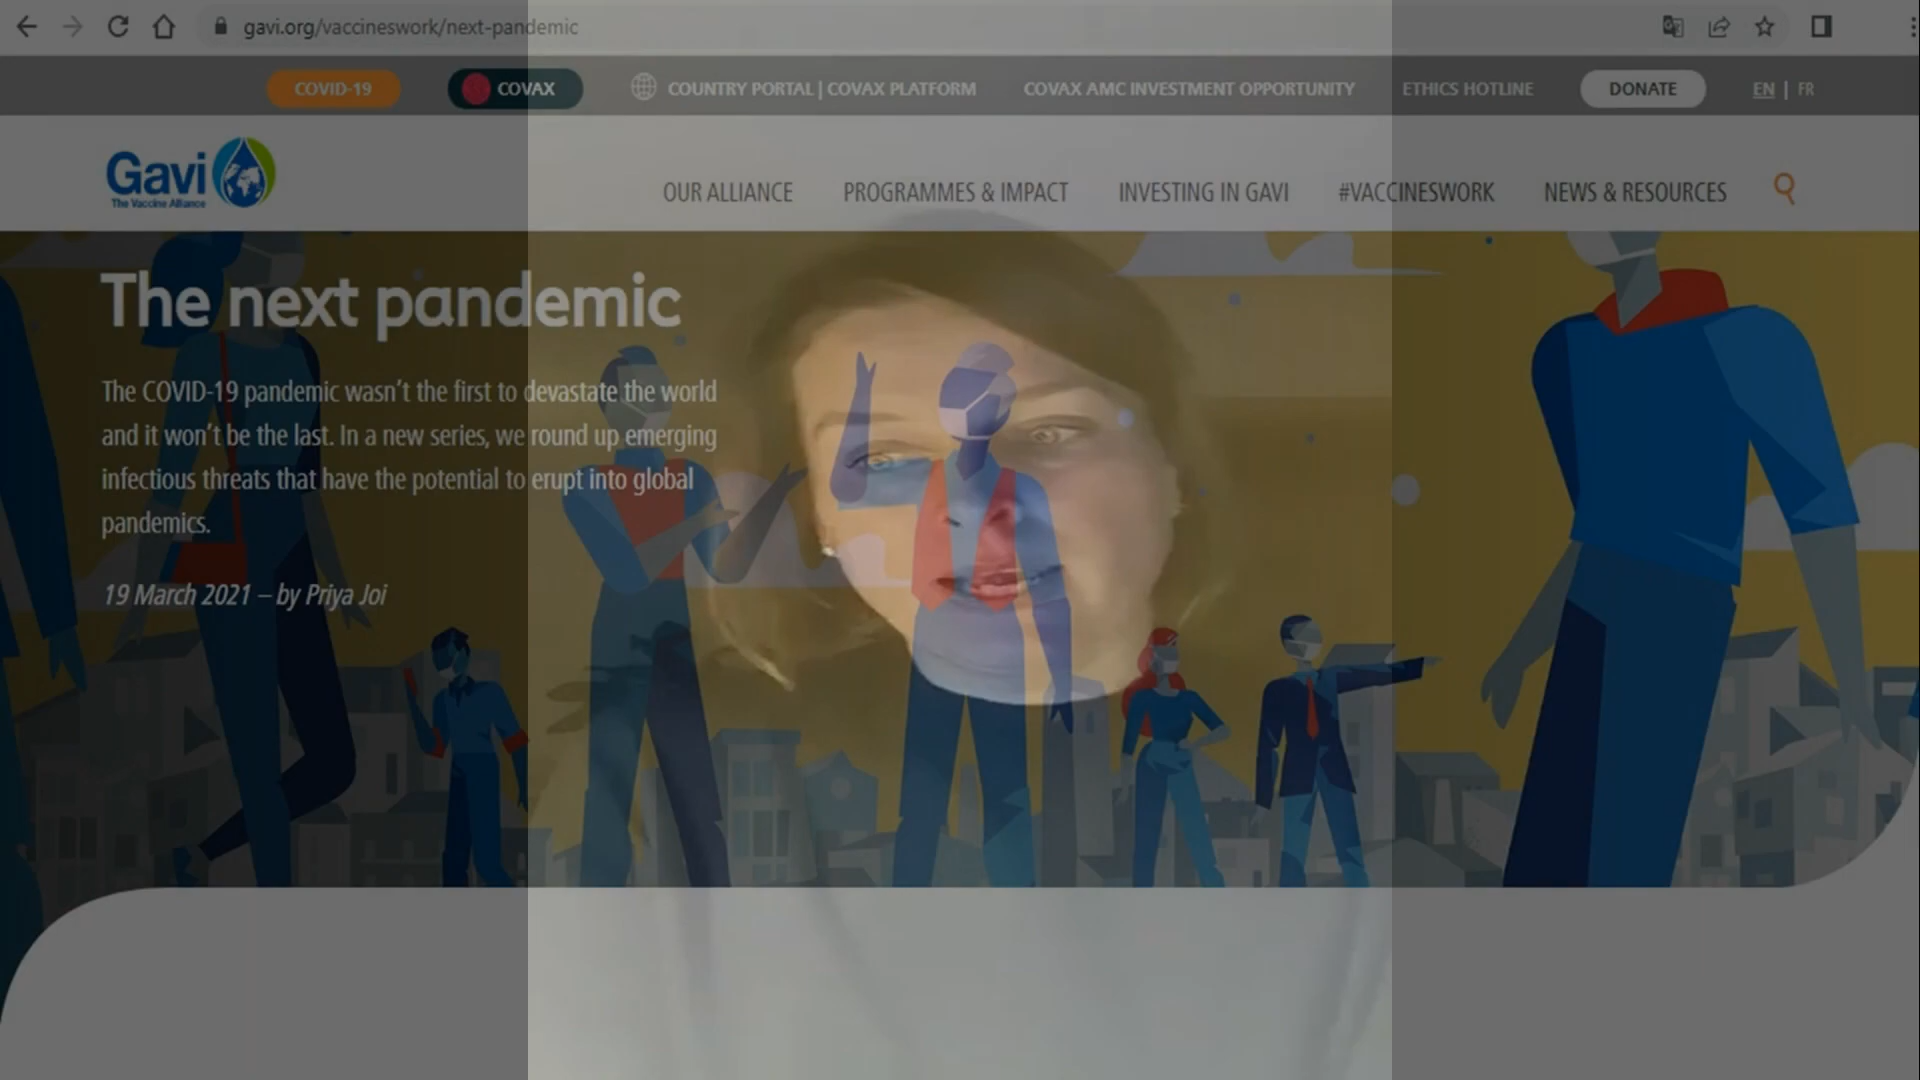 gavi.org/vaccineswork/next-pandemic
COVID-19
COVAX
COUNTRY PORTAL | COVAX PLATFORM
COVAX AMC INVESTMENT OPPORTUNITY
ETHICS HOTLINE
DONATE
EN | FR
Gavi
The Vaccine Alliance
OUR ALLIANCE
PROGRAMMES & IMPACT
INVESTING IN GAVI
#VACCINESWORK
NEWS & RESOURCES
The next pandemic
The COVID-19 pandemic wasn't the first to devastate the world
and it won't be the last. In a new series, we round up emerging
infectious threats that have the potential to erupt into global
pandemics.
19 March 2021 – by Priya Joi